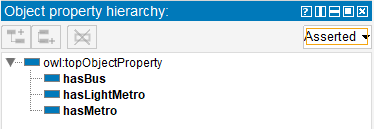 Object property hierarchy:
Asserted
owl:topObjectProperty
hasBus
hasLightMetro
hasMetro